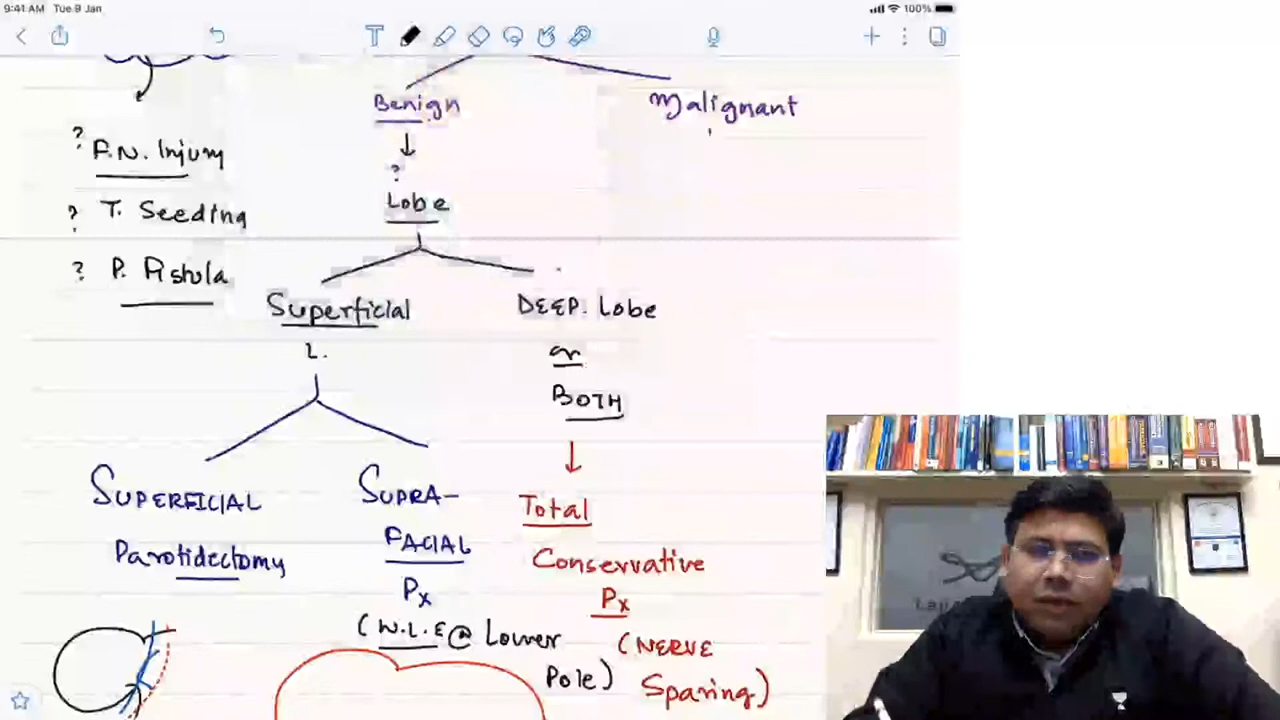 9:41 AM Tue 9 Jan
100%
Benign
Malignant
?
F.N. Injury
?
Lobe
? T. Seeding
? P. Fistula
Superficial
L.
DEEP. Lobe
or
BOTH
SUPERFICIAL
Parotidectomy
SUPRA-
FACIAL
Px
(W.L.E @ Lower
Pole)
Total
Conservative
Px
(NERVE
Sparing)